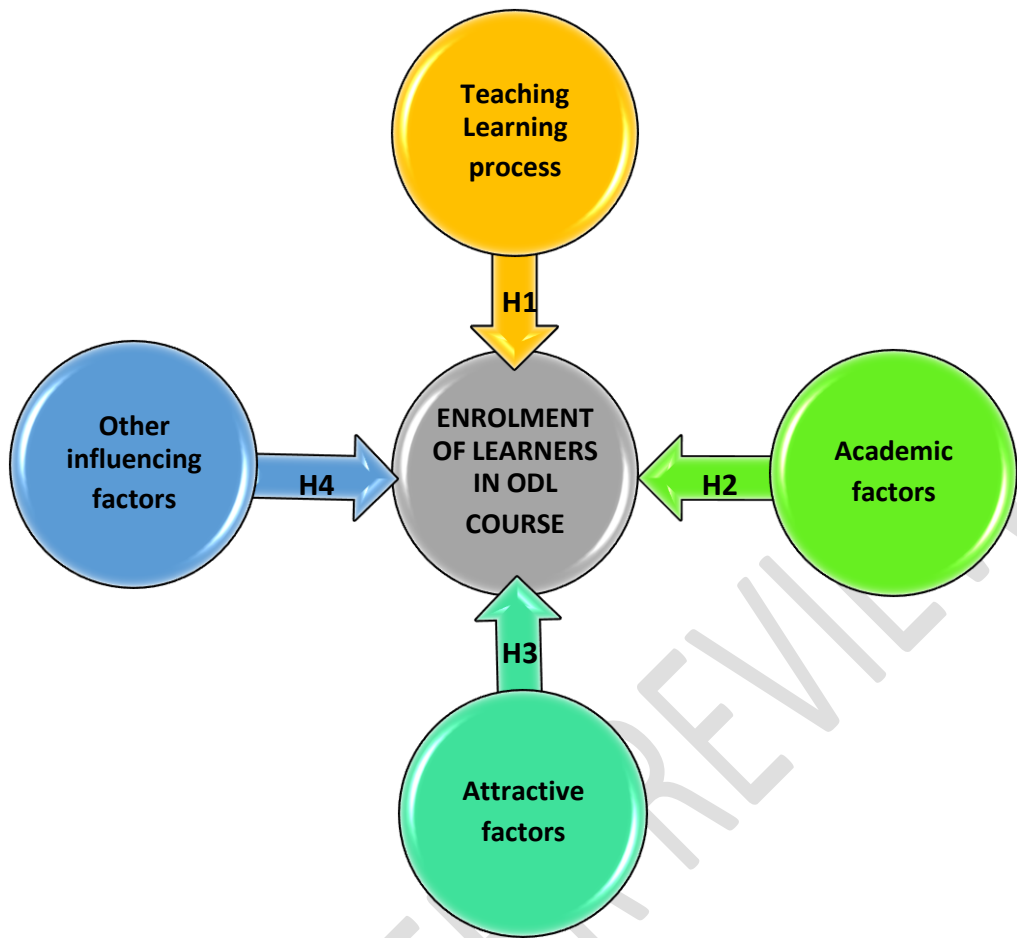 Teaching
Learning
process
H1
Other
influencing
factors
H4
ENROLMENT
OF LEARNERS
IN ODL
COURSE
H2
Academic
factors
H3
Attractive
factors